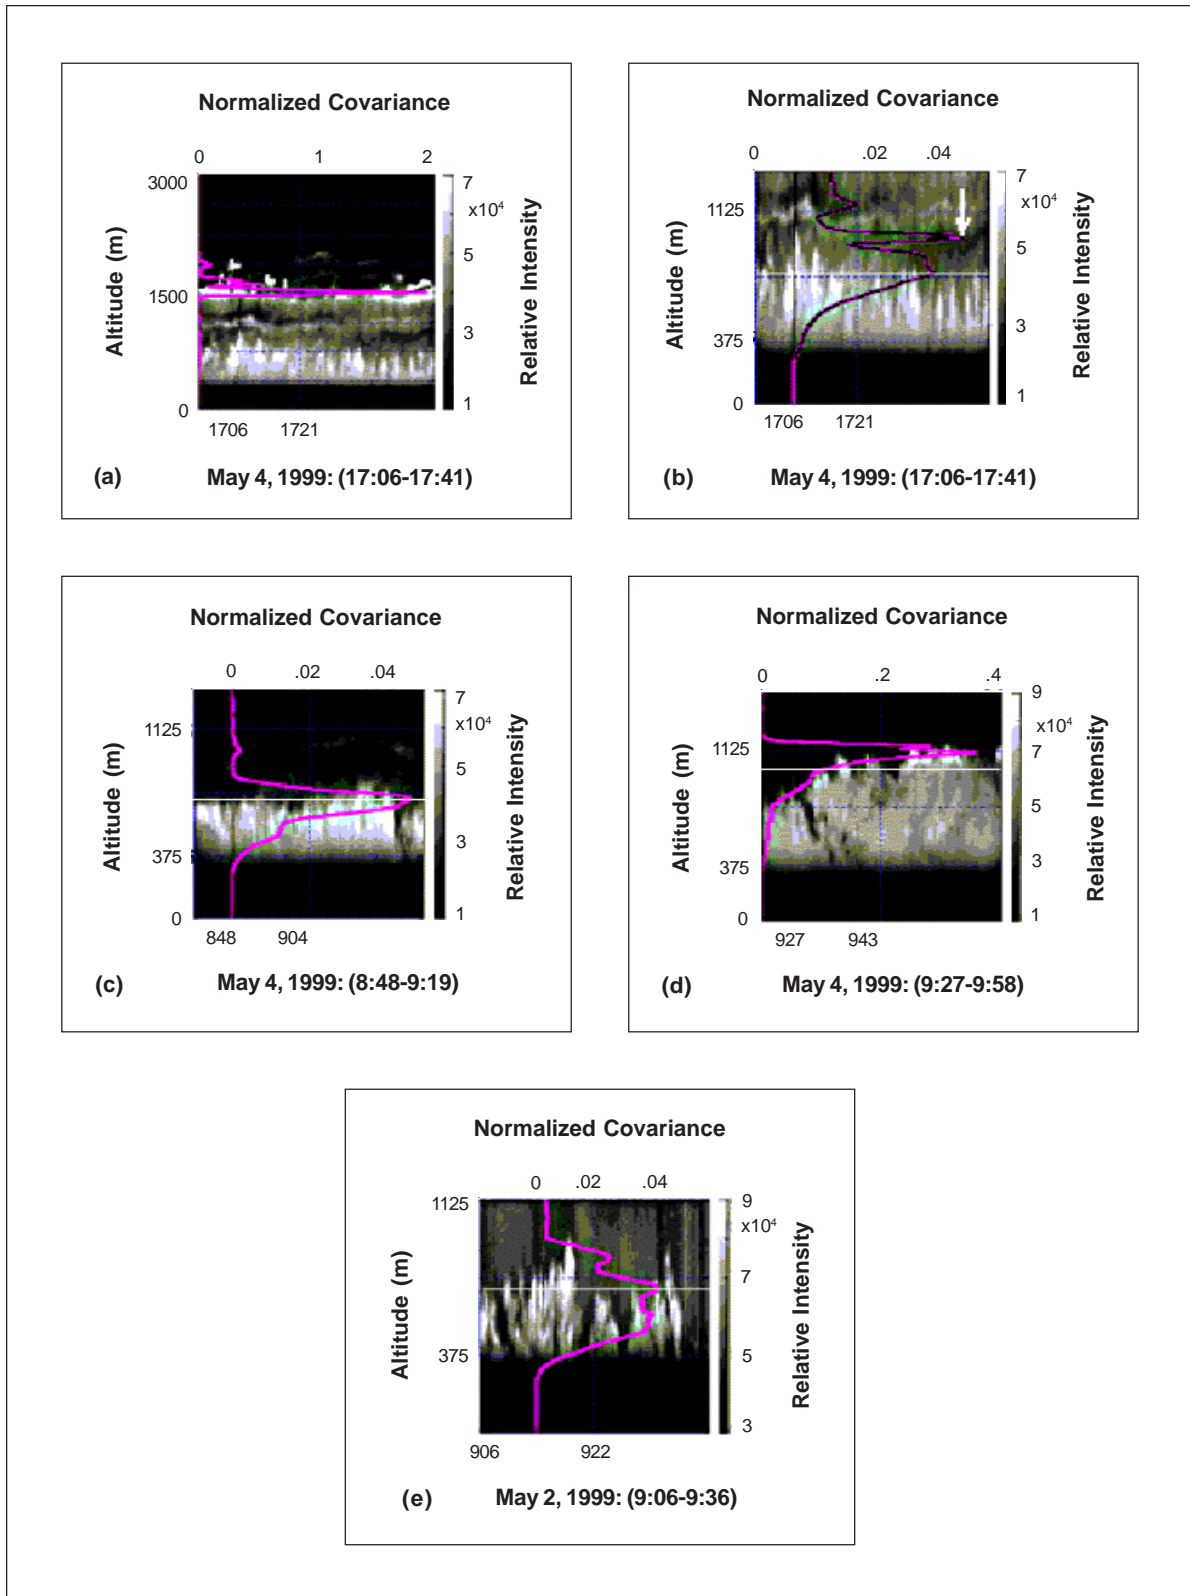 Normalized Covariance
0 1 2
3000
1500
0
Altitude (m)
7
x10⁴
5
3
1
Relative Intensity
1706 1721
(a) May 4, 1999: (17:06-17:41)
Normalized Covariance
0 .02 .04
1125
375
0
Altitude (m)
7
x10⁴
5
3
1
Relative Intensity
1706 1721
(b) May 4, 1999: (17:06-17:41)
Normalized Covariance
0 .02 .04
1125
375
0
Altitude (m)
7
x10⁴
5
3
1
Relative Intensity
848 904
(c) May 4, 1999: (8:48-9:19)
Normalized Covariance
0 .2 .4
1125
375
0
Altitude (m)
9
x10⁴
7
5
3
1
Relative Intensity
927 943
(d) May 4, 1999: (9:27-9:58)
Normalized Covariance
0 .02 .04
1125
375
Altitude (m)
9
x10⁴
7
5
3
Relative Intensity
906 922
(e) May 2, 1999: (9:06-9:36)